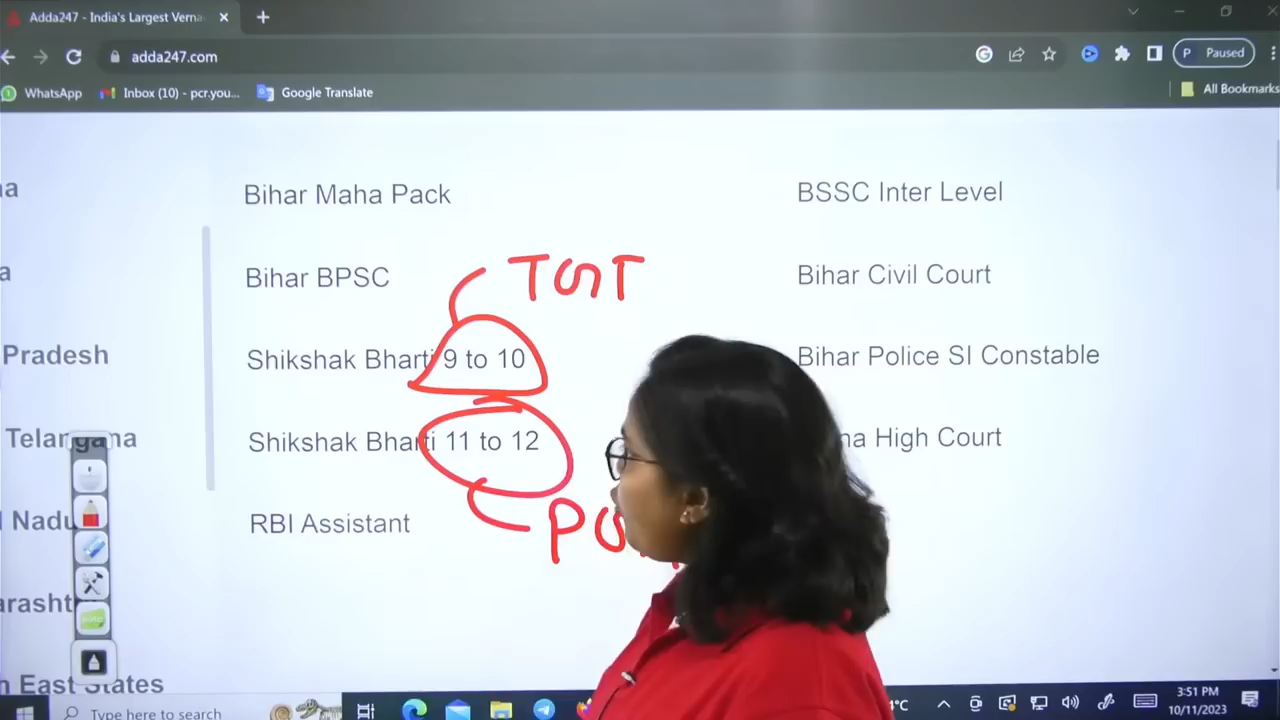 Adda247 - India's Largest Verna
adda247.com
Paused
WhatsApp
Inbox (10) - pcr.you...
Google Translate
All Bookmarks
Bihar Maha Pack
BSSC Inter Level
TGT
Bihar BPSC
Bihar Civil Court
Pradesh
Shikshak Bharti 9 to 10
Bihar Police SI Constable
Telangana
Shikshak Bharti 11 to 12
High Court
Nadu
RBI Assistant
East States
Type here to search
3:51 PM
10/11/2023